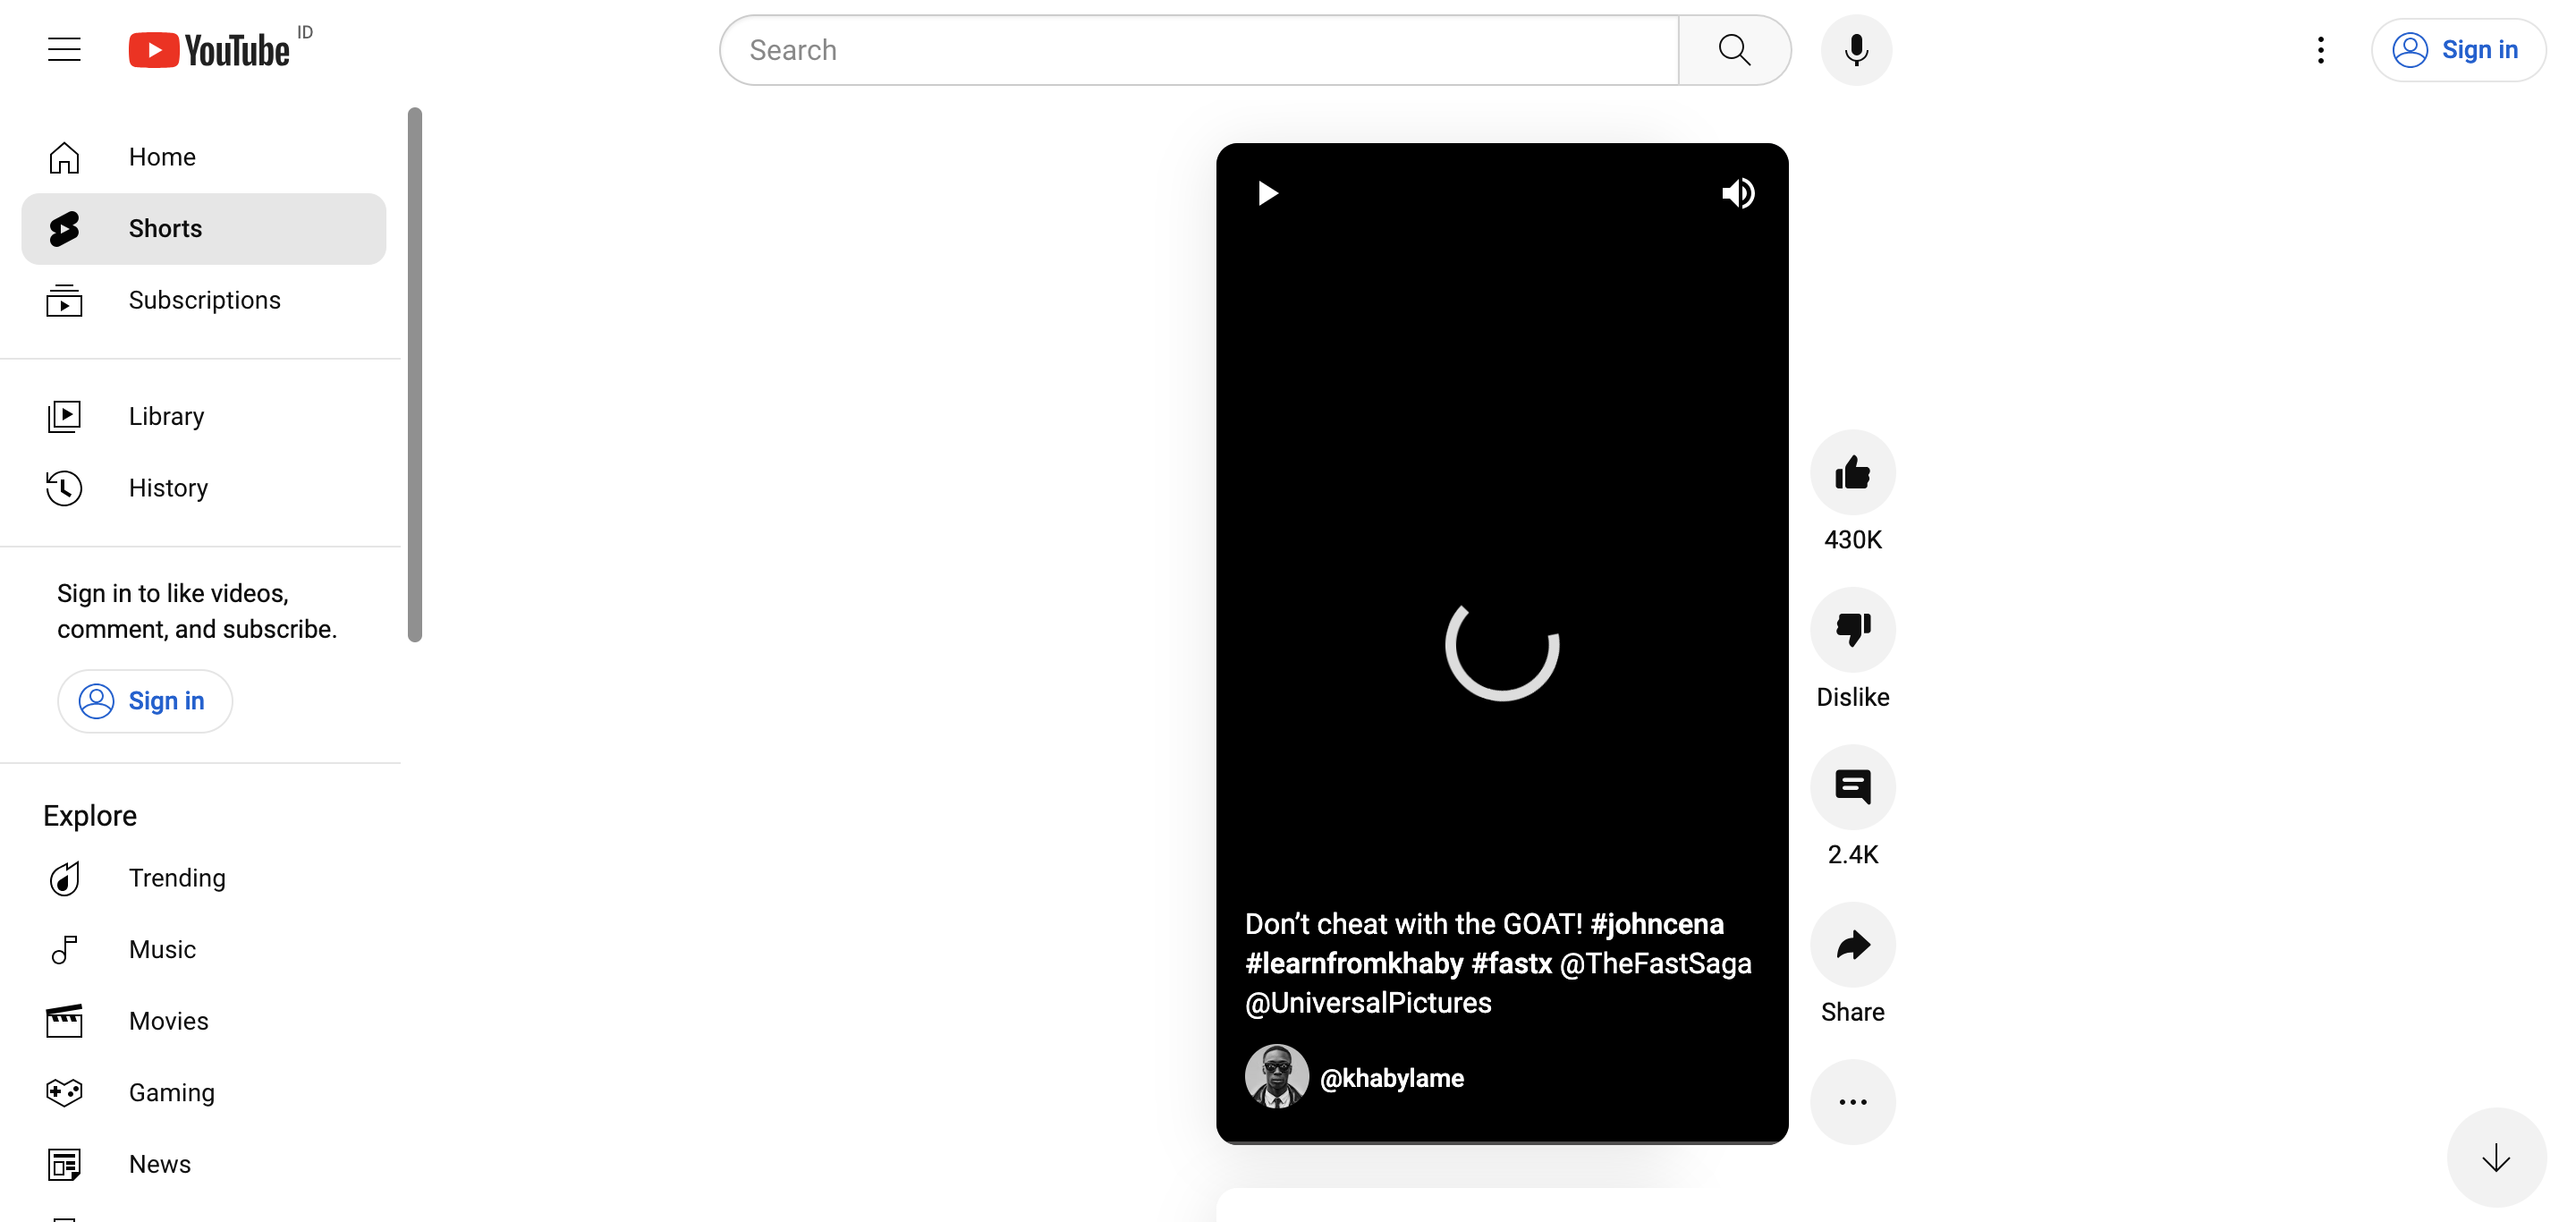 YouTube ID
Search
Sign in
Home
Shorts
Subscriptions
Library
History
Sign in to like videos,
comment, and subscribe.
Sign in
Explore
Trending
Music
Movies
Gaming
News
Don’t cheat with the GOAT! #johncena
#learnfromkhaby #fastx @TheFastSaga
@UniversalPictures
@khabylame
430K
Dislike
2.4K
Share